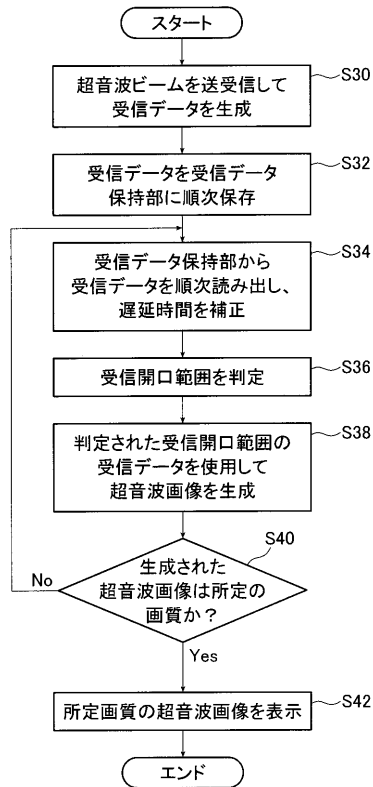 スタート
超音波ビームを送受信して
受信データを生成
S30
受信データを受信データ
保持部に順次保存
S32
受信データ保持部から
受信データを順次読み出し、
遅延時間を補正
S34
受信開口範囲を判定
S36
判定された受信開口範囲の
受信データを使用して
超音波画像を生成
S38
生成された
超音波画像は所定の
画質か？
S40
No
Yes
所定画質の超音波画像を表示
S42
エンド